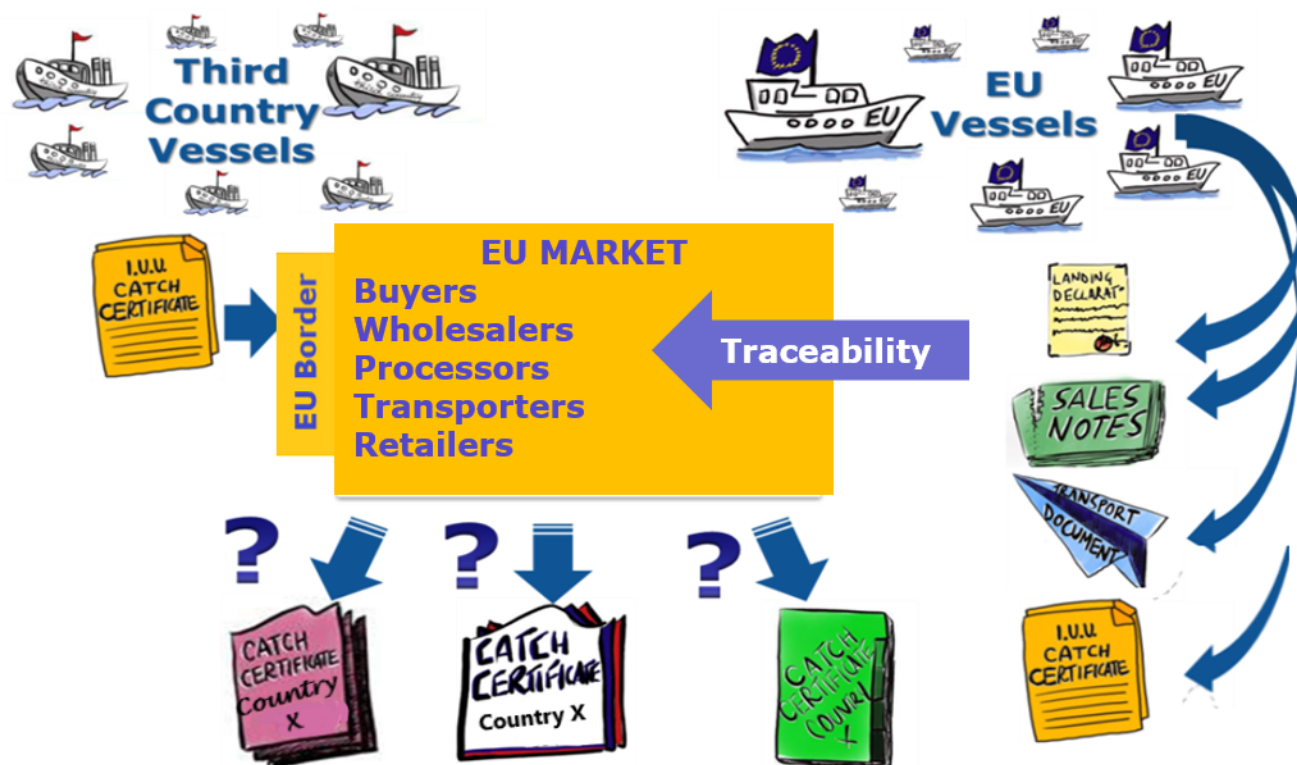 Third
Country
Vessels
EU
EU
Vessels
EU
EU
EU
I.U.U.
CATCH
CERTIFICATE
EU Border
EU MARKET
Buyers
Wholesalers
Processors
Transporters
Retailers
Traceability
LANDING
DECLARAT
SALES
NOTES
TRANSPORT
DOCUMENT
I.U.U.
CATCH
CERTIFICATE
?
?
?
CATCH
CERTIFICATE
Country
X
CATCH
CERTIFICATE
Country X
CATCH
CERTIFICATE
X